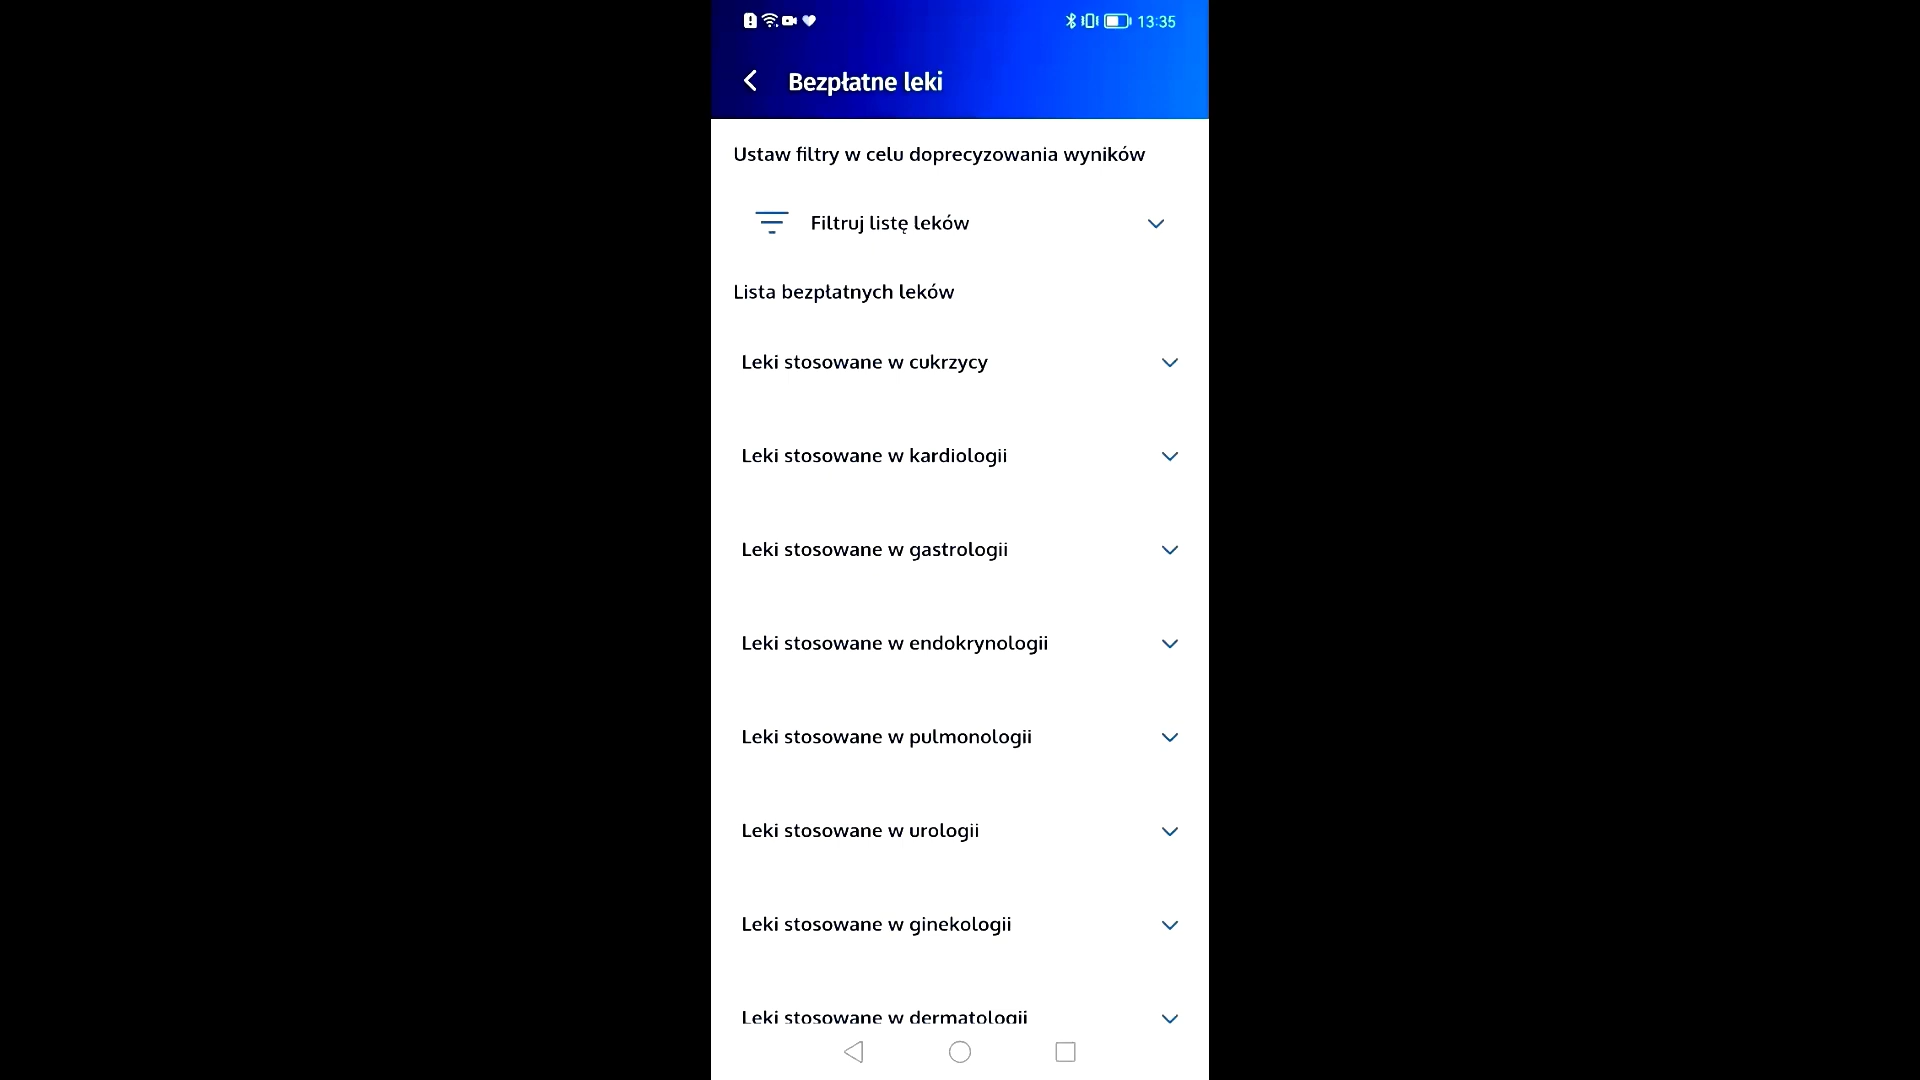 13:35
Bezpłatne leki
Ustaw filtry w celu doprecyzowania wyników
Filtruj listę leków
Lista bezpłatnych leków
Leki stosowane w cukrzycy
Leki stosowane w kardiologii
Leki stosowane w gastrologii
Leki stosowane w endokrynologii
Leki stosowane w pulmonologii
Leki stosowane w urologii
Leki stosowane w ginekologii
Leki stosowane w dermatologii